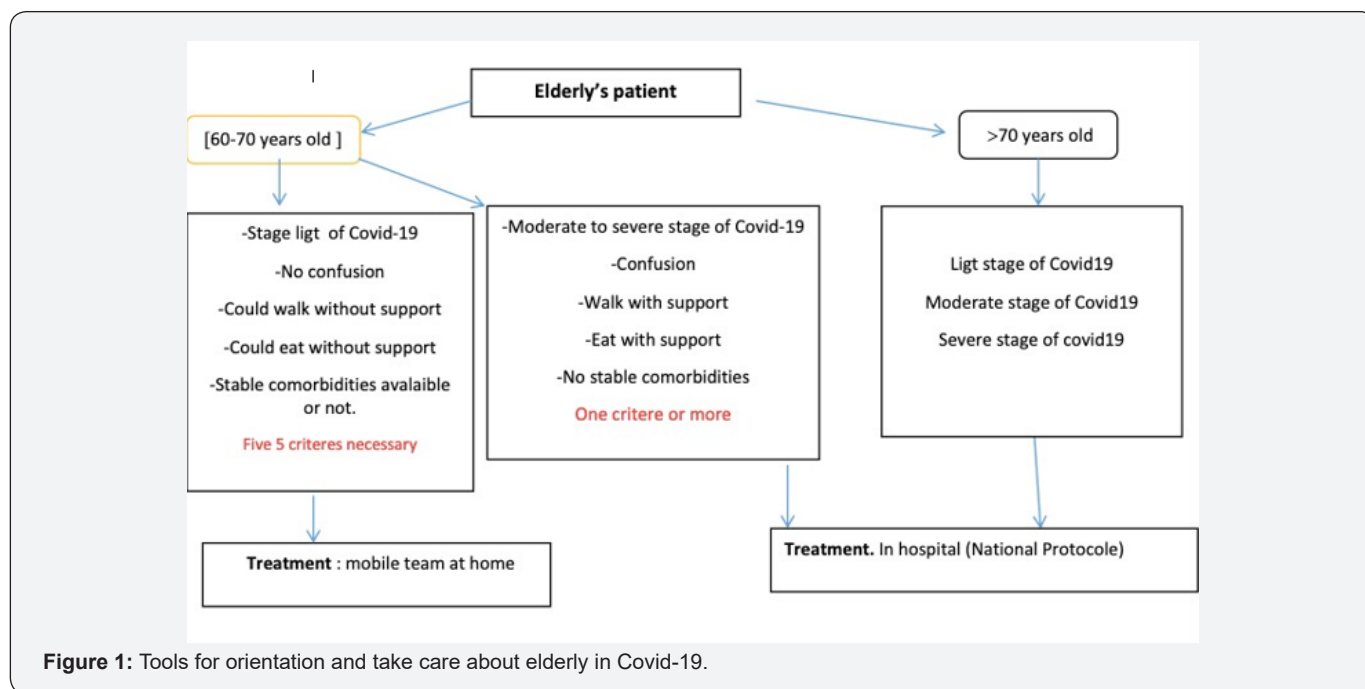 Elderly's patient
[60-70 years old ]
>70 years old
-Stage ligt of Covid-19
-No confusion
-Could walk without support
-Could eat without support
-Stable comorbidities avalaible
or not.
Five 5 criteres necessary
-Moderate to severe stage of Covid-19
-Confusion
-Walk with support
-Eat with support
-No stable comorbidities
One critere or more
Ligt stage of Covid19
Moderate stage of Covid19
Severe stage of covid19
Treatment : mobile team at home
Treatment. In hospital (National Protocole)
Figure 1: Tools for orientation and take care about elderly in Covid-19.